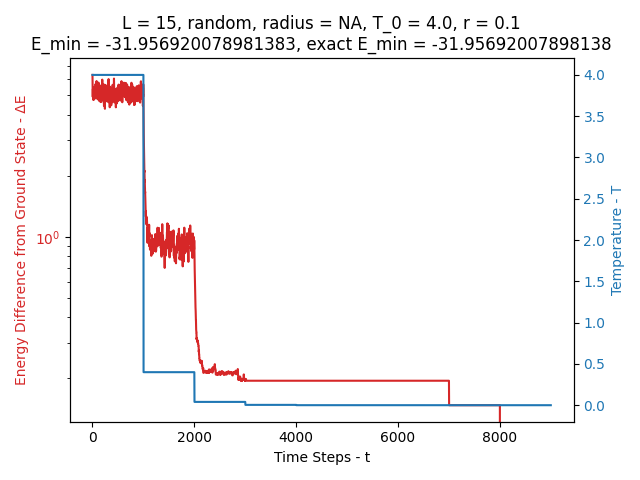 L = 15, random, radius = NA, T_0 = 4.0, r = 0.1
E_min = -31.956920078981383, exact E_min = -31.95692007898138
Energy Difference from Ground State - ΔE
10⁰
Temperature - T
4.0
3.5
3.0
2.5
2.0
1.5
1.0
0.5
0.0
0 2000 4000 6000 8000
Time Steps - t